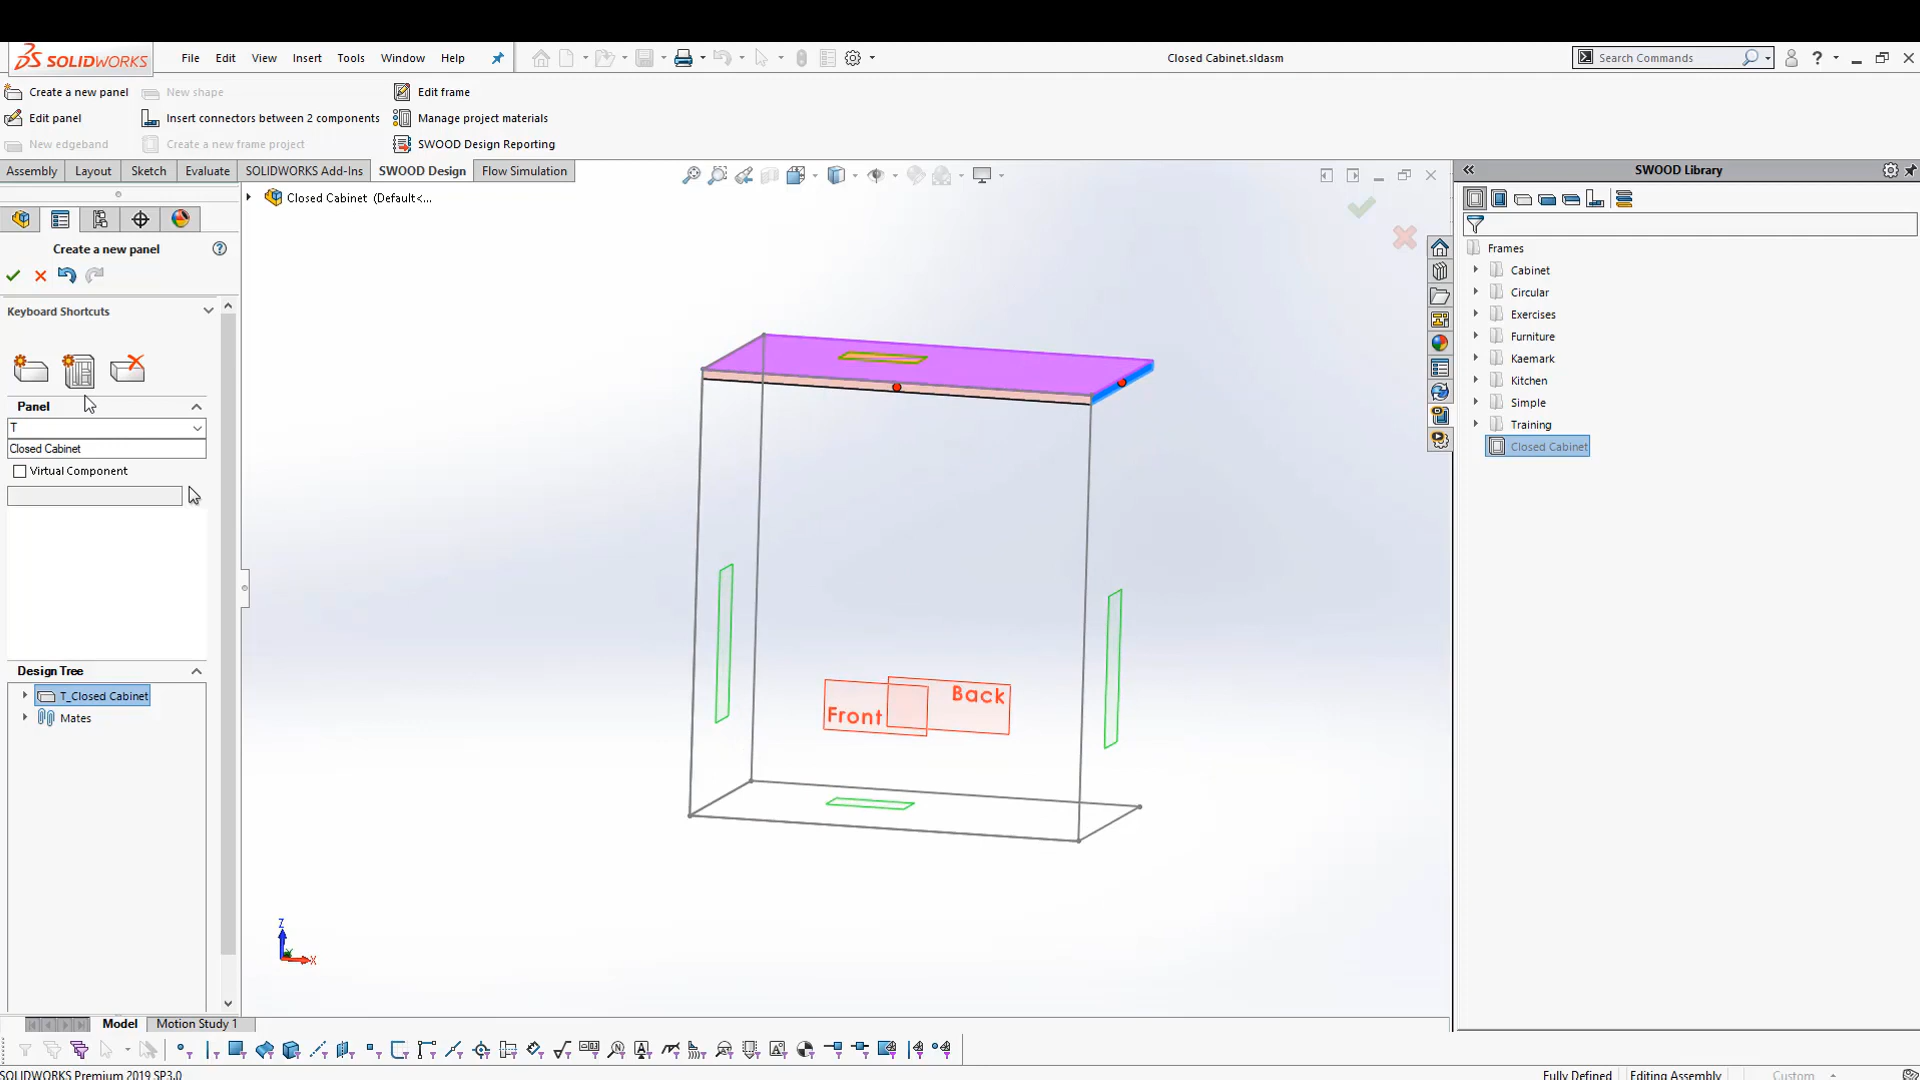 SOLIDWORKS
File Edit View Insert Tools Window Help
Closed Cabinet.sldasm
Search Commands
Create a new panel
New shape
Edit frame
Edit panel
Insert connectors between 2 components
Manage project materials
New edgeband
Create a new frame project
SWOOD Design Reporting
Assembly Layout Sketch Evaluate SOLIDWORKS Add-Ins SWOOD Design Flow Simulation
SWOOD Library
Closed Cabinet (Default<...
Create a new panel
Keyboard Shortcuts
Panel
T
Closed Cabinet
Virtual Component
Design Tree
T_Closed Cabinet
Mates
Front
Back
Z
X
Frames
Cabinet
Circular
Exercises
Furniture
Kaemark
Kitchen
Simple
Training
Closed Cabinet
Model Motion Study 1
SOLIDWORKS Premium 2019 SP3.0
Fully Defined Editing Assembly Custom